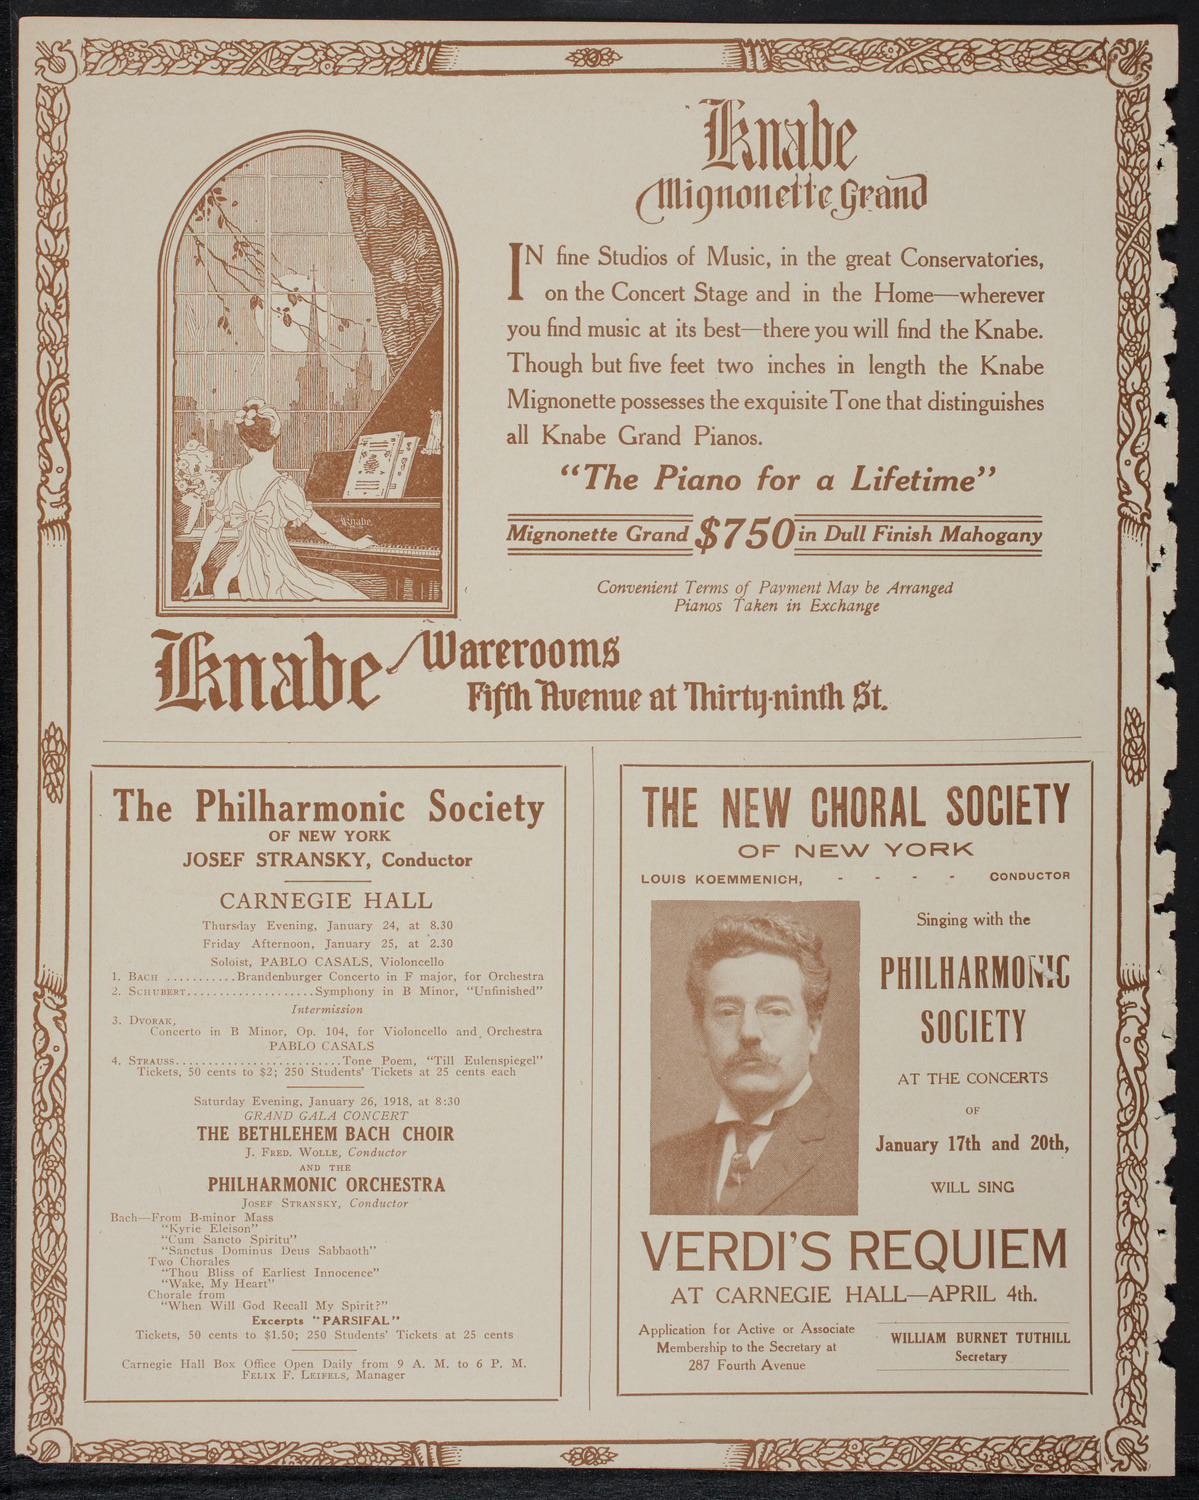 Knabe
Mignonette Grand
IN fine Studios of Music, in the great Conservatories,
on the Concert Stage and in the Home—wherever
you find music at its best—there you will find the Knabe.
Though but five feet two inches in length the Knabe
Mignonette possesses the exquisite Tone that distinguishes
all Knabe Grand Pianos.
"The Piano for a Lifetime"
Mignonette Grand $750 in Dull Finish Mahogany
Convenient Terms of Payment May be Arranged
Pianos Taken in Exchange
Knabe
Knabe Warerooms
Fifth Avenue at Thirty-ninth St.
The Philharmonic Society
OF NEW YORK
JOSEF STRANSKY, Conductor
CARNEGIE HALL
Thursday Evening, January 24, at 8.30
Friday Afternoon, January 25, at 2.30
Soloist, PABLO CASALS, Violoncello
1. BACH ...........Brandenburger Concerto in F major, for Orchestra
2. SCHUBERT....................Symphony in B Minor, "Unfinished"
Intermission
3. DVORAK,
Concerto in B Minor, Op. 104, for Violoncello and Orchestra
PABLO CASALS
4. STRAUSS..........................Tone Poem, "Till Eulenspiegel"
Tickets, 50 cents to $2; 250 Students' Tickets at 25 cents each
Saturday Evening, January 26, 1918, at 8:30
GRAND GALA CONCERT
THE BETHLEHEM BACH CHOIR
J. FRED. WOLLE, Conductor
AND THE
PHILHARMONIC ORCHESTRA
JOSEF STRANSKY, Conductor
Bach—From B-minor Mass
"Kyrie Eleison"
"Cum Sancto Spiritu"
"Sanctus Dominus Deus Sabbaoth"
Two Chorales
"Thou Bliss of Earliest Innocence"
"Wake, My Heart"
Chorale from
"When Will God Recall My Spirit?"
Excerpts "PARSIFAL"
Tickets, 50 cents to $1.50; 250 Students' Tickets at 25 cents
Carnegie Hall Box Office Open Daily from 9 A. M. to 6 P. M.
FELIX F. LEIFELS, Manager
THE NEW CHORAL SOCIETY
OF NEW YORK
LOUIS KOEMMENICH, - - - - CONDUCTOR
Singing with the
PHILHARMONIC
SOCIETY
AT THE CONCERTS
OF
January 17th and 20th,
WILL SING
VERDI'S REQUIEM
AT CARNEGIE HALL—APRIL 4th.
Application for Active or Associate
Membership to the Secretary at
287 Fourth Avenue
WILLIAM BURNET TUTHILL
Secretary